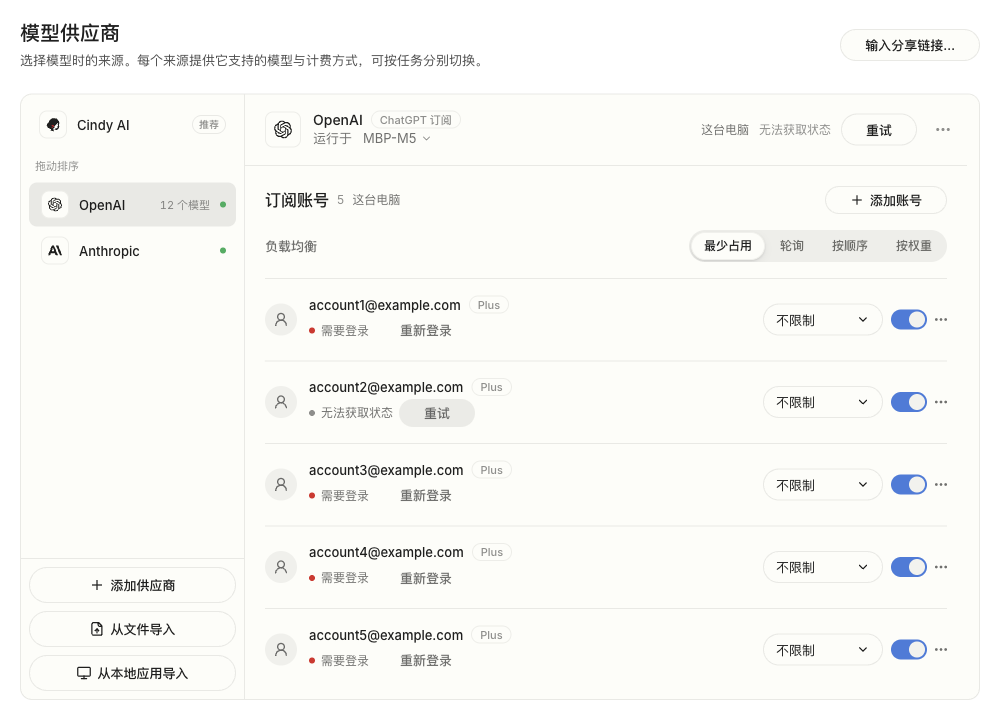 模型供应商
选择模型时的来源。每个来源提供它支持的模型与计费方式，可按任务分别切换。
输入分享链接...
Cindy AI
推荐
拖动排序
OpenAI
12 个模型
Anthropic
添加供应商
从文件导入
从本地应用导入
OpenAI
ChatGPT 订阅
运行于 MBP-M5
这台电脑 无法获取状态
重试
订阅账号 5 这台电脑
添加账号
负载均衡
最少占用 轮询 按顺序 按权重
account1@example.com Plus
需要登录 重新登录
不限制
account2@example.com Plus
无法获取状态 重试
不限制
account3@example.com Plus
需要登录 重新登录
不限制
account4@example.com Plus
需要登录 重新登录
不限制
account5@example.com Plus
需要登录 重新登录
不限制